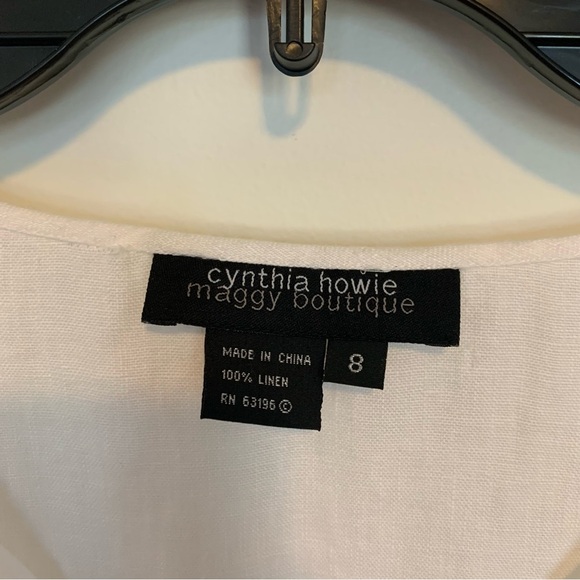 cynthia howie
maggy boutique
MADE IN CHINA
100% LINEN
RN 63196 ©
8